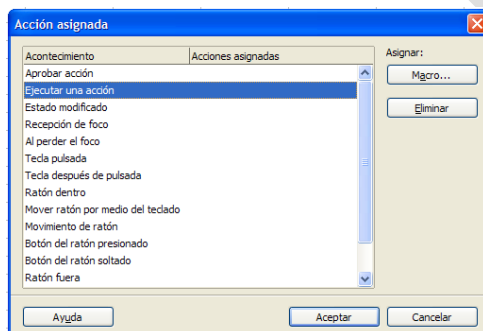 Acción asignada
Acontecimiento Acciones asignadas Asignar:
Aprobar acción
Macro...
Ejecutar una acción
Estado modificado
Eliminar
Recepción de foco
Al perder el foco
Tecla pulsada
Tecla después de pulsada
Ratón dentro
Mover ratón por medio del teclado
Movimiento de ratón
Botón del ratón presionado
Botón del ratón soltado
Ratón fuera
Ayuda Aceptar Cancelar